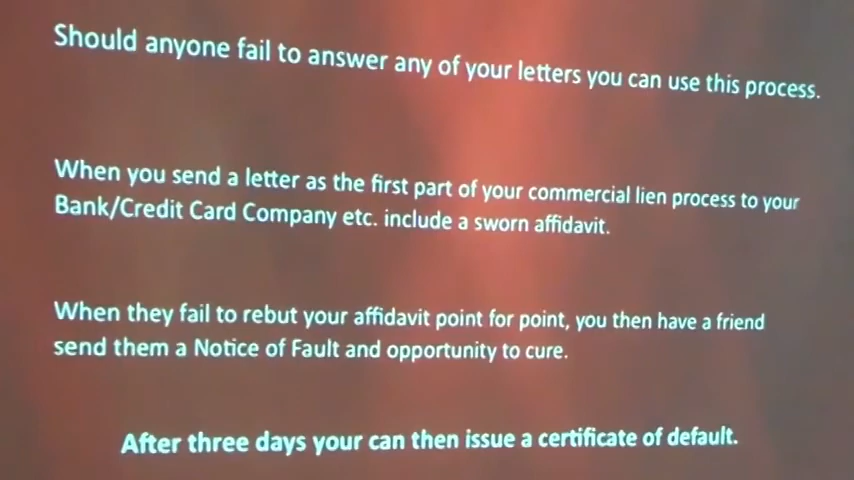 Should anyone fail to answer any of your letters you can use this process.
When you send a letter as the first part of your commercial lien process to your
Bank/Credit Card Company etc. include a sworn affidavit.
When they fail to rebut your affidavit point for point, you then have a friend
send them a Notice of Fault and opportunity to cure.
After three days your can then issue a certificate of default.